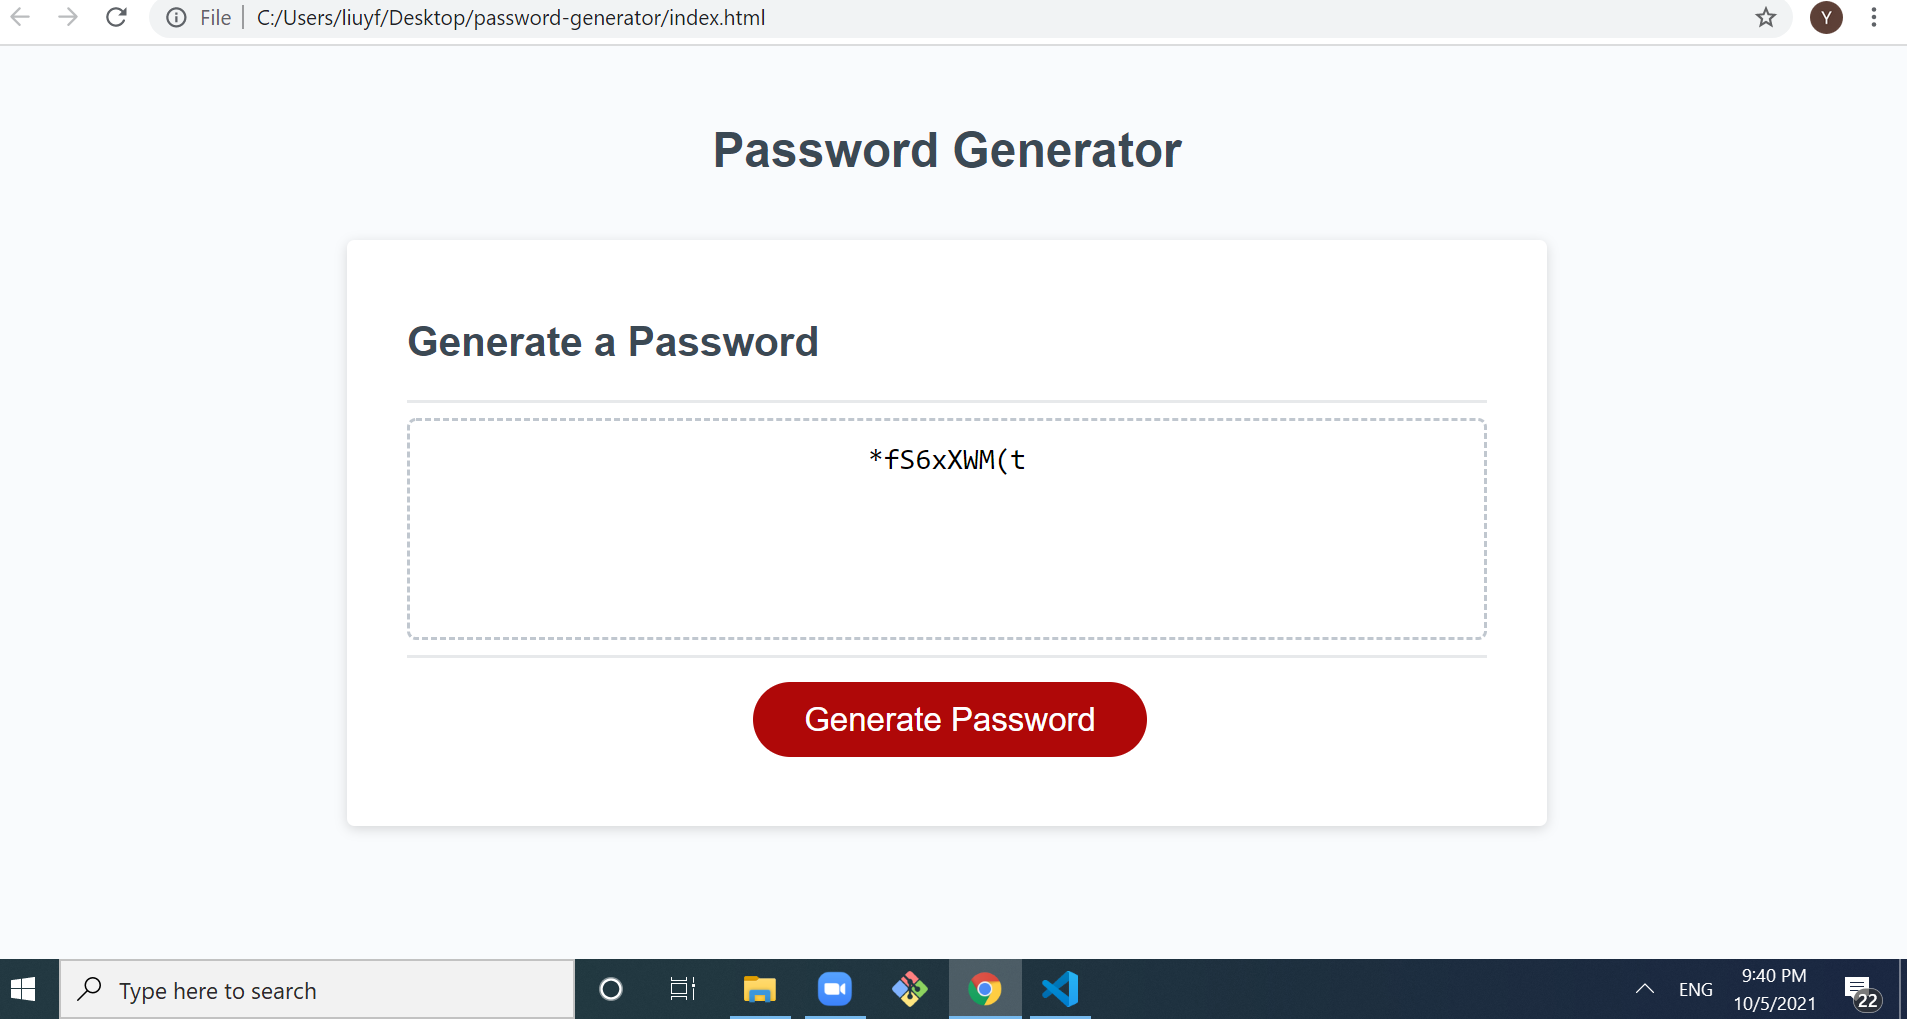 File C:/Users/liuyf/Desktop/password-generator/index.html
Y
Password Generator
Generate a Password
*fS6xXWM(t
Generate Password
Type here to search
ENG
9:40 PM
10/5/2021
22